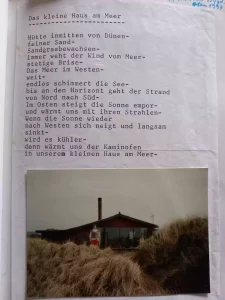 Das kleine Haus am Meer
-----------------------
Hütte inmitten von Dünen-
feiner Sand-
Sandgrasbewachsen-
immer weht der Wind vom Meer-
stetige Brise-
Das Meer im Westen-
weit-
endlos schimmert die See-
bis an den Horizont geht der Strand
von Nord nach Süd-
Im Osten steigt die Sonne empor-
und wärmt uns mit ihren Strahlen-
Wenn die Sonne wieder
nach Westen sich neigt und langsam
sinkt-
wird es kühlen-
dann wärmt uns der Kaminofen
in unserem kleinen Haus am Meer-